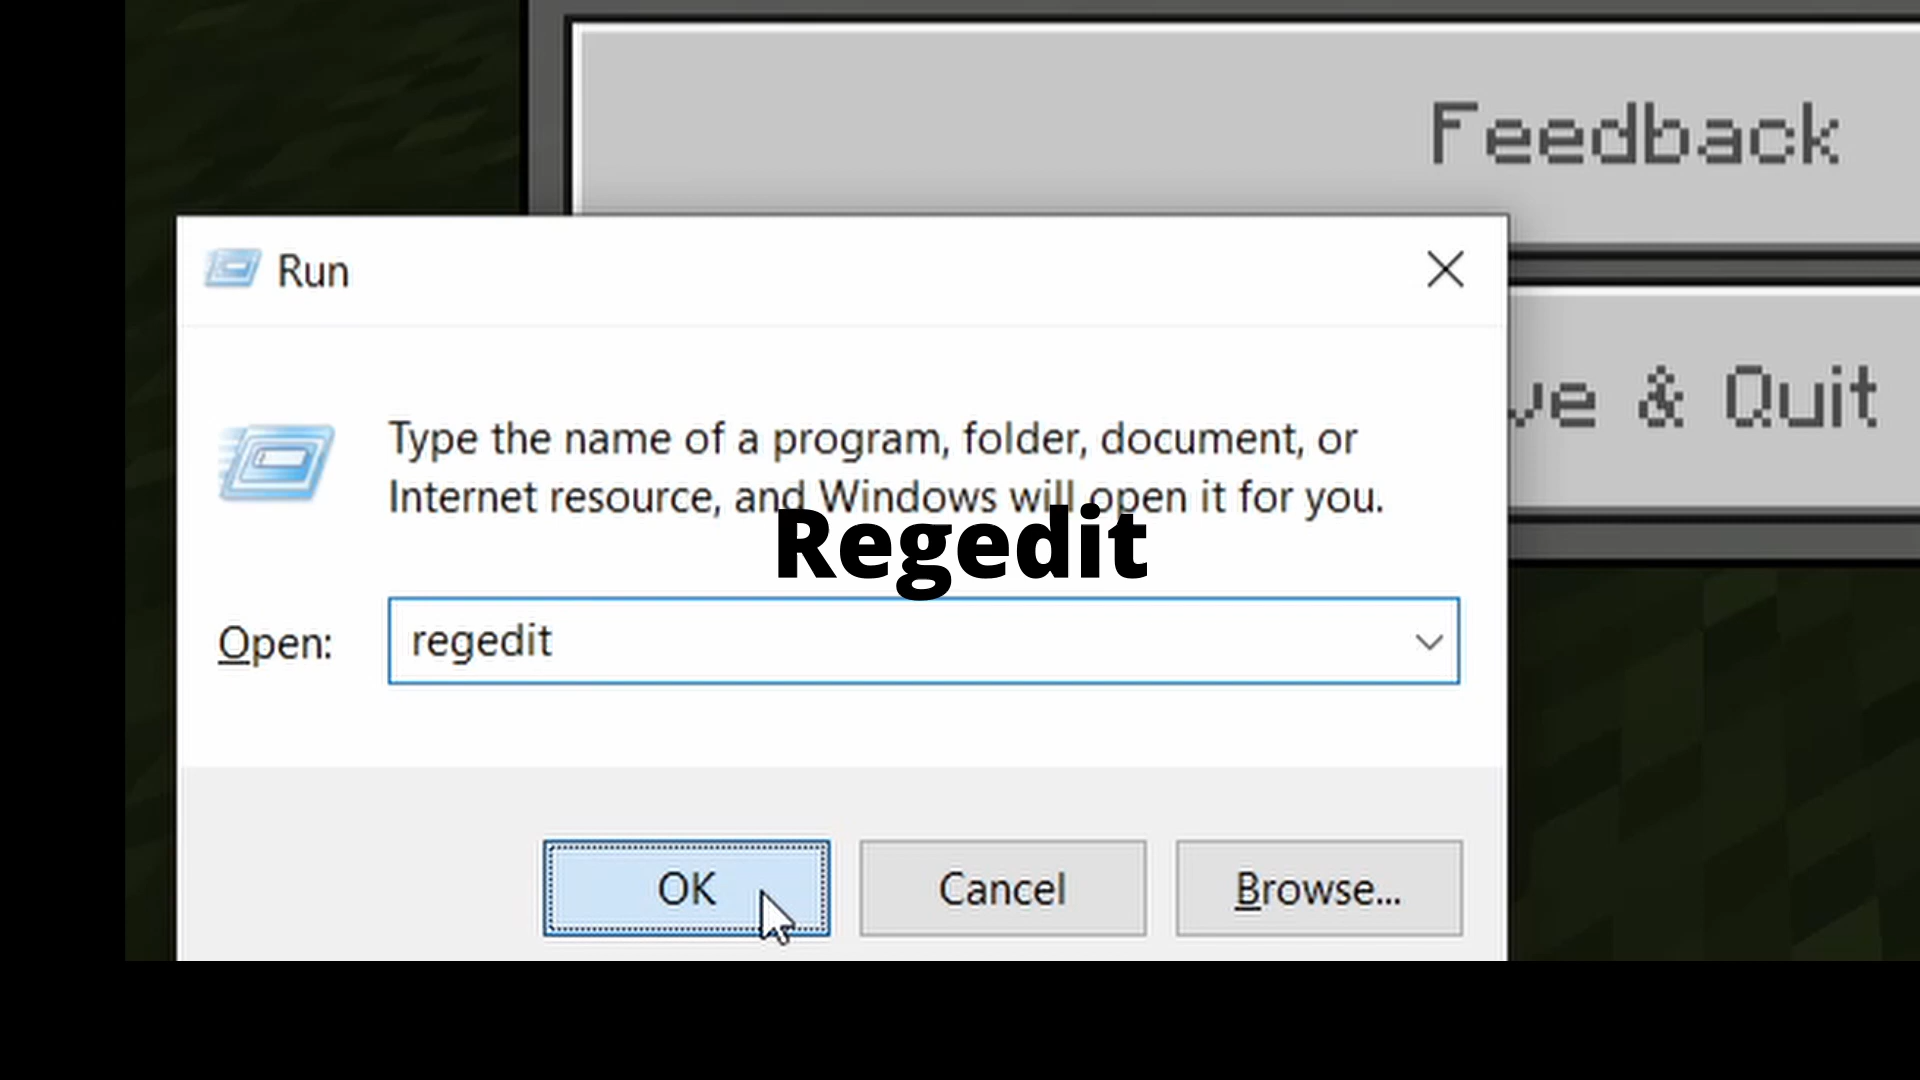 Feedback
Run
ve & Quit
Type the name of a program, folder, document, or
Internet resource, and Windows will open it for you.
Regedit
Open: regedit
OK Cancel Browse...